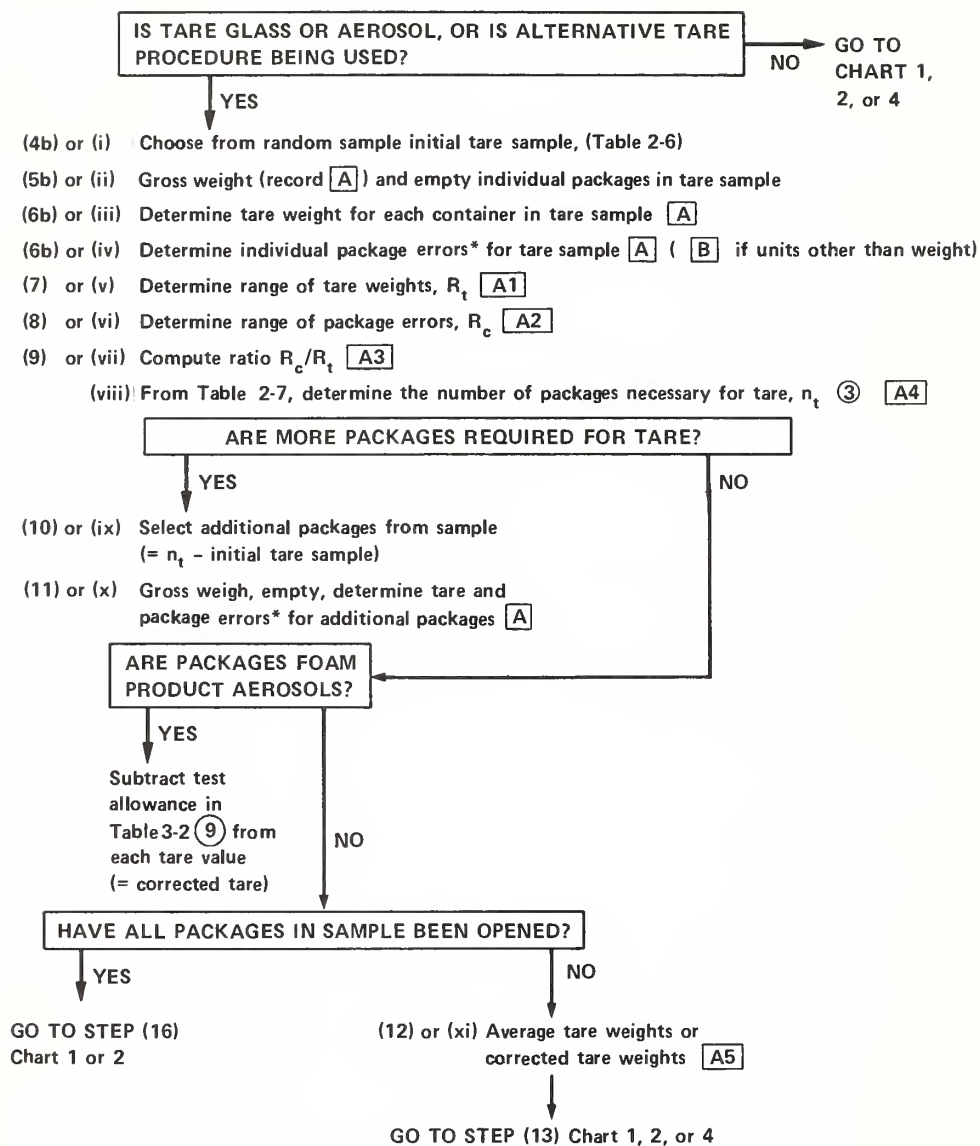 IS TARE GLASS OR AEROSOL, OR IS ALTERNATIVE TARE
PROCEDURE BEING USED?
NO
GO TO
CHART 1,
2, or 4
YES
(4b) or (i) Choose from random sample initial tare sample, (Table 2-6)
(5b) or (ii) Gross weight (record A) and empty individual packages in tare sample
(6b) or (iii) Determine tare weight for each container in tare sample A
(6b) or (iv) Determine individual package errors* for tare sample A ( B if units other than weight)
(7) or (v) Determine range of tare weights, Rt A1
(8) or (vi) Determine range of package errors, Rc A2
(9) or (vii) Compute ratio Rc/Rt A3
(viii) From Table 2-7, determine the number of packages necessary for tare, nt ③ A4
ARE MORE PACKAGES REQUIRED FOR TARE?
YES
NO
(10) or (ix) Select additional packages from sample
(= nt – initial tare sample)
(11) or (x) Gross weigh, empty, determine tare and
package errors* for additional packages A
ARE PACKAGES FOAM
PRODUCT AEROSOLS?
YES
Subtract test
allowance in
Table 3-2 ⑨ from
each tare value
(= corrected tare)
NO
HAVE ALL PACKAGES IN SAMPLE BEEN OPENED?
YES
NO
GO TO STEP (16)
Chart 1 or 2
(12) or (xi) Average tare weights or
corrected tare weights A5
GO TO STEP (13) Chart 1, 2, or 4